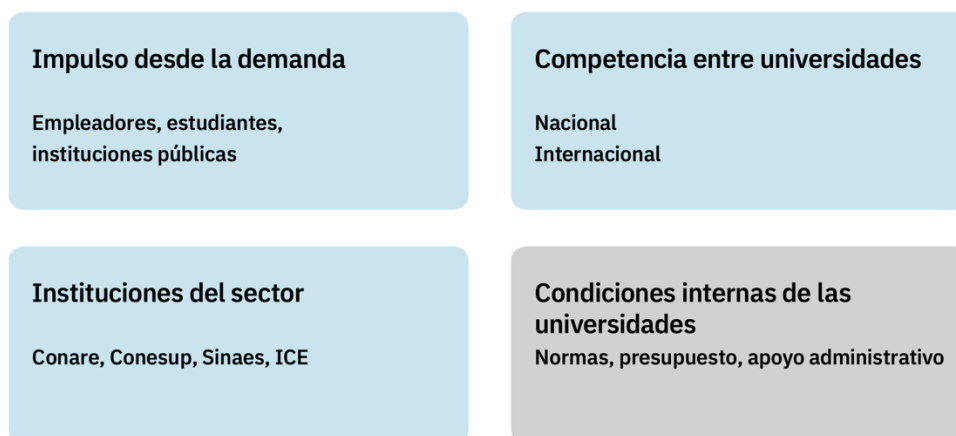 Impulso desde la demanda
Empleadores, estudiantes,
instituciones públicas
Competencia entre universidades
Nacional
Internacional
Instituciones del sector
Conare, Conesup, Sinaes, ICE
Condiciones internas de las
universidades
Normas, presupuesto, apoyo administrativo